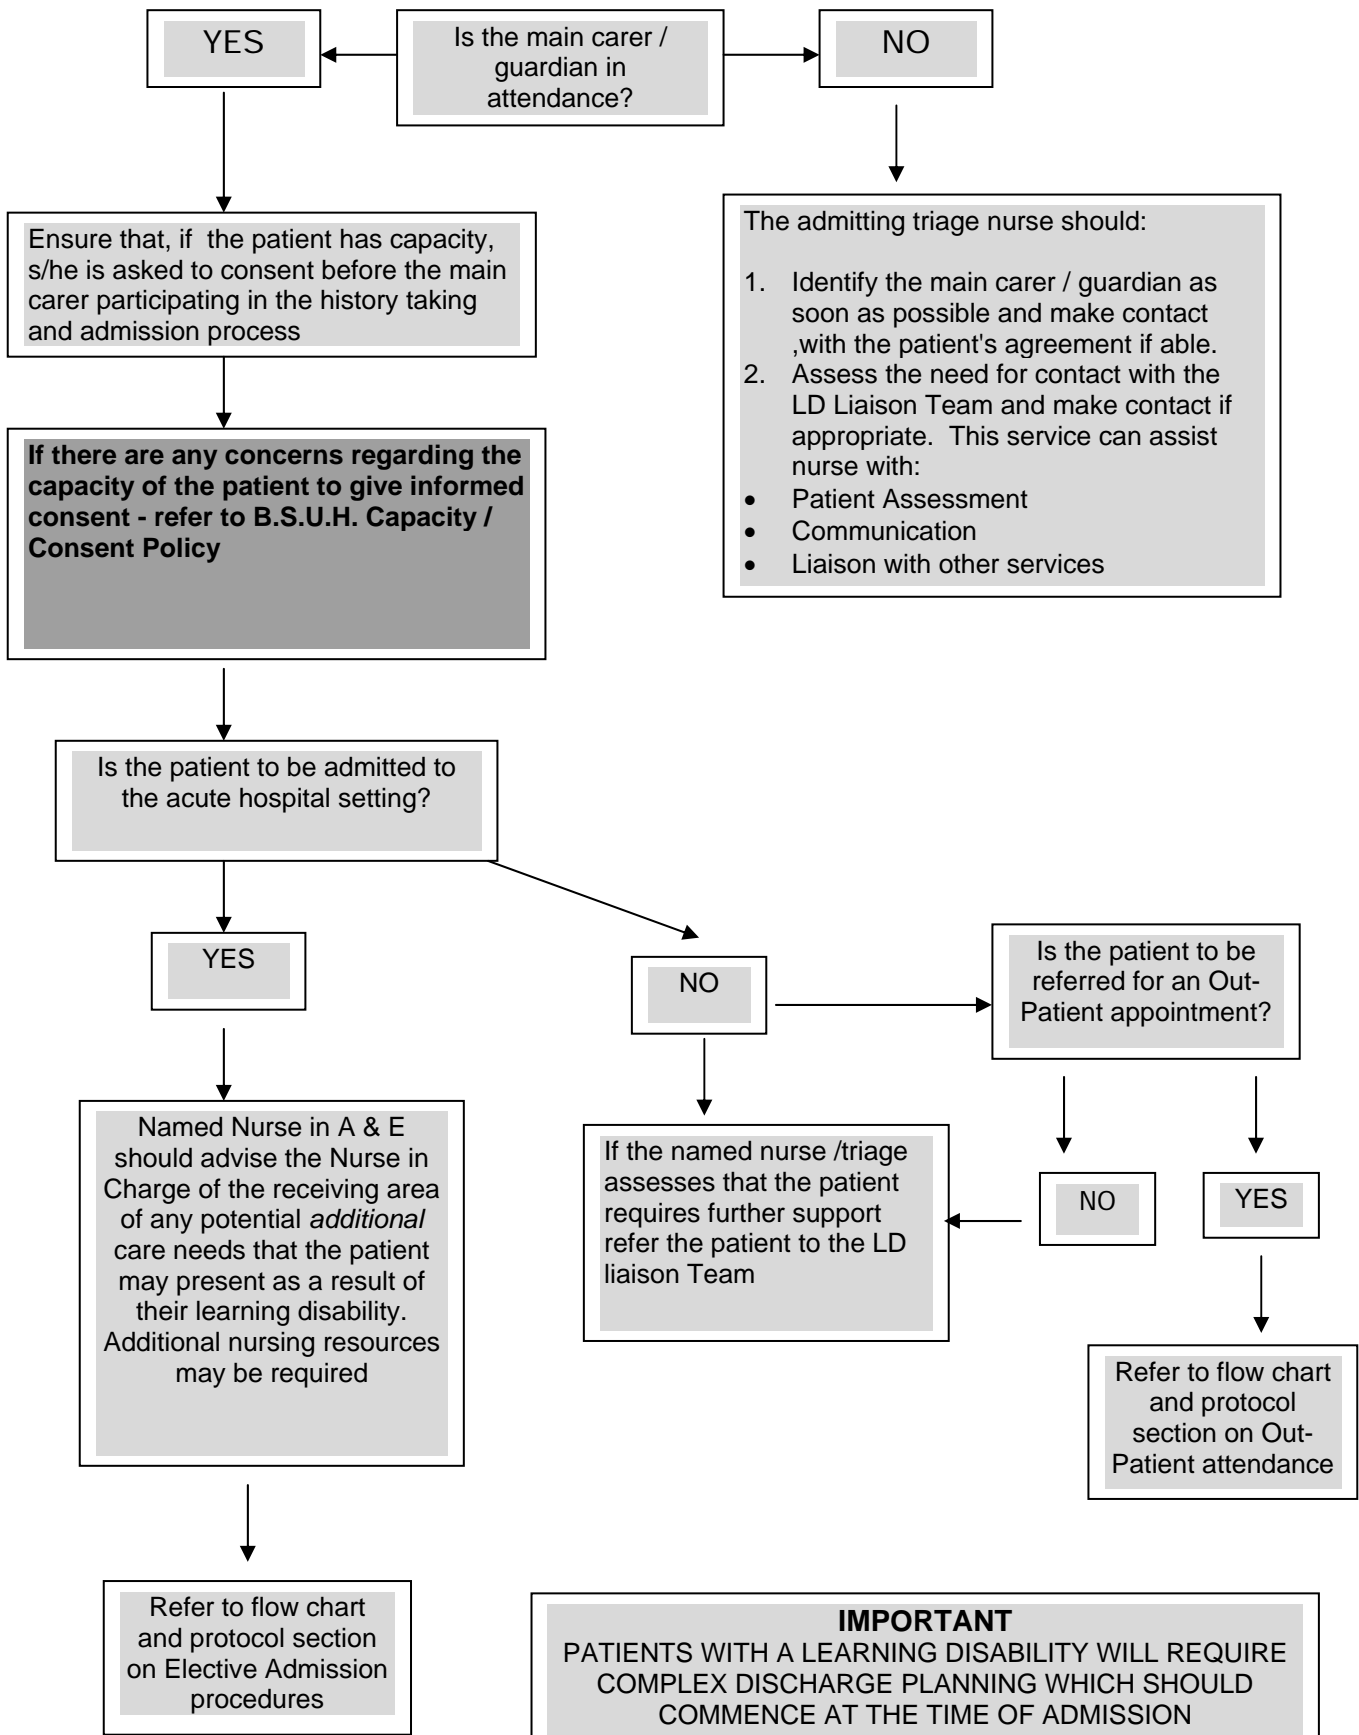 YES
Is the main carer /
guardian in
attendance?
NO
Ensure that, if  the patient has capacity,
s/he is asked to consent before the main
carer participating in the history taking
and admission process
The admitting triage nurse should:
1. Identify the main carer / guardian as
soon as possible and make contact
,with the patient's agreement if able.
2. Assess the need for contact with the
LD Liaison Team and make contact if
appropriate.  This service can assist
nurse with:
• Patient Assessment
• Communication
• Liaison with other services
If there are any concerns regarding the
capacity of the patient to give informed
consent - refer to B.S.U.H. Capacity /
Consent Policy
Is the patient to be admitted to
the acute hospital setting?
YES
NO
Is the patient to be
referred for an Out-
Patient appointment?
Named Nurse in A & E
should advise the Nurse in
Charge of the receiving area
of any potential additional
care needs that the patient
may present as a result of
their learning disability.
Additional nursing resources
may be required
If the named nurse /triage
assesses that the patient
requires further support
refer the patient to the LD
liaison Team
NO
YES
Refer to flow chart
and protocol
section on Out-
Patient attendance
Refer to flow chart
and protocol section
on Elective Admission
procedures
IMPORTANT
PATIENTS WITH A LEARNING DISABILITY WILL REQUIRE
COMPLEX DISCHARGE PLANNING WHICH SHOULD
COMMENCE AT THE TIME OF ADMISSION